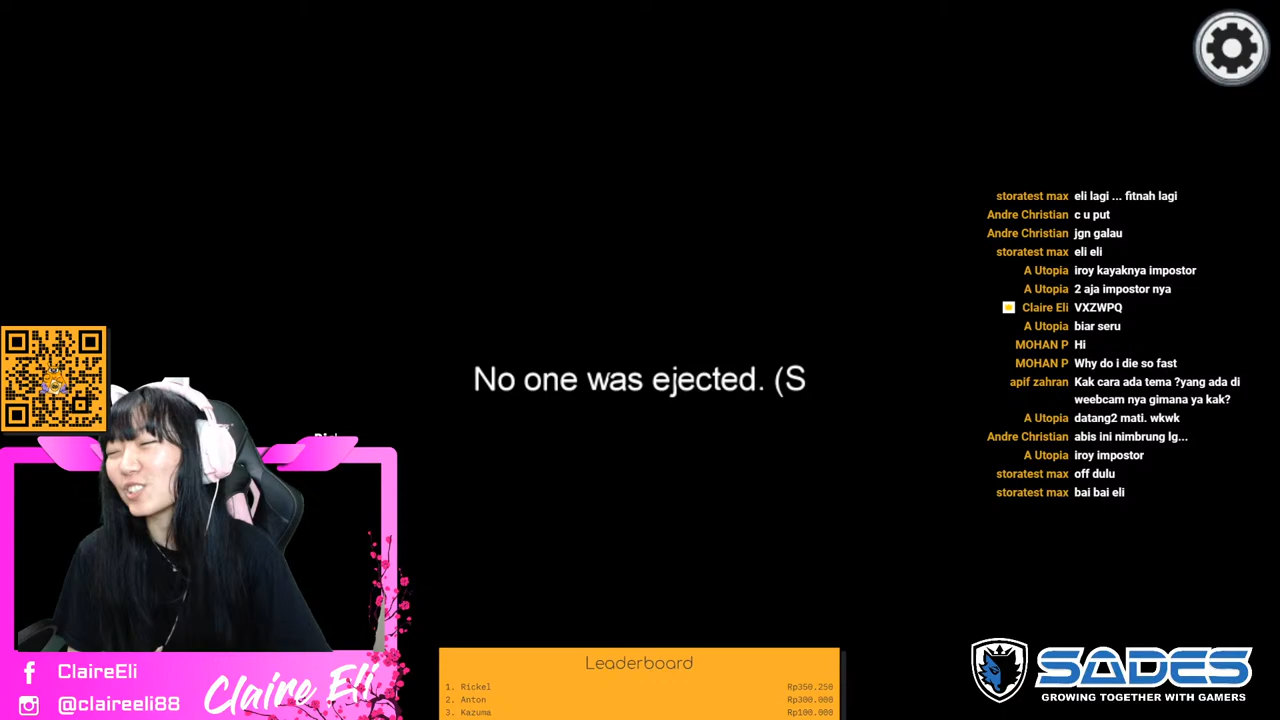 storatest max eli lagi ... fitnah lagi
Andre Christian c u put
Andre Christian jgn galau
storatest max eli eli
A Utopia iroy kayaknya impostor
A Utopia 2 aja impostor nya
Claire Eli VXZWPQ
A Utopia biar seru
MOHAN P Hi
MOHAN P Why do i die so fast
apif zahran Kak cara ada tema ?yang ada di
weebcam nya gimana ya kak?
A Utopia datang2 mati. wkwk
Andre Christian abis ini nimbrung lg...
A Utopia iroy impostor
storatest max off dulu
storatest max bai bai eli
No one was ejected. (S
ClaireEli
@claireeli88
Claire Eli
Leaderboard
1. Rickel Rp350.250
2. Anton Rp300.000
3. Kazuma Rp100.000
SADES
GROWING TOGETHER WITH GAMERS